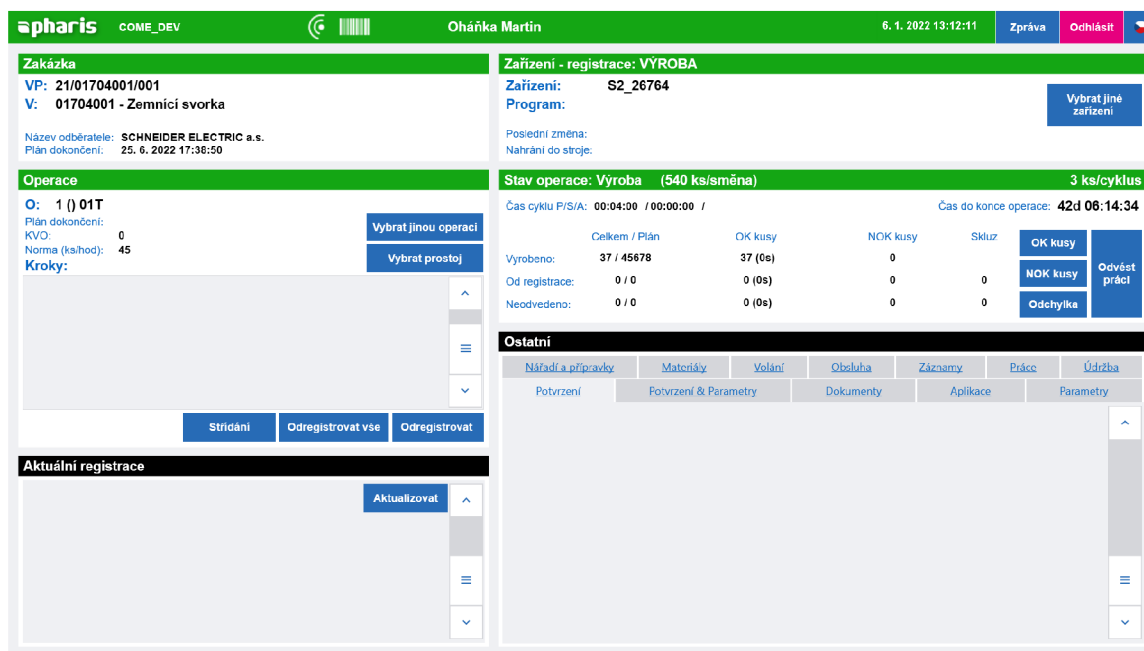 pharis COME_DEV Oháňka Martin 6. 1. 2022 13:12:11 Zpráva Odhlásit
Zakázka
VP: 21/01704001/001
V: 01704001 - Zemnící svorka
Název odběratele: SCHNEIDER ELECTRIC a.s.
Plán dokončení: 25. 6. 2022 17:38:50
Zařízení - registrace: VÝROBA
Zařízení: S2_26764
Program:
Vybrat jiné
zařízení
Poslední změna:
Nahrání do stroje:
Operace
O: 1 () 01T
Plán dokončení:
KVO: 0
Norma (ks/hod): 45
Kroky:
Vybrat jinou operaci
Vybrat prostoj
Střídání Odregistrovat vše Odregistrovat
Stav operace: Výroba (540 ks/směna) 3 ks/cyklus
Čas cyklu P/S/A: 00:04:00 / 00:00:00 / Čas do konce operace: 42d 06:14:34
Celkem / Plán OK kusy NOK kusy Skluz
Vyrobeno: 37 / 45678 37 (0s) 0
Od registrace: 0 / 0 0 (0s) 0 0
Neodvedeno: 0 / 0 0 (0s) 0 0
OK kusy
NOK kusy
Odchylka
Odvést
práci
Ostatní
Nářadí a přípravky Materiály Volání Obsluha Záznamy Práce Údržba
Potvrzení Potvrzení & Parametry Dokumenty Aplikace Parametry
Aktuální registrace
Aktualizovat